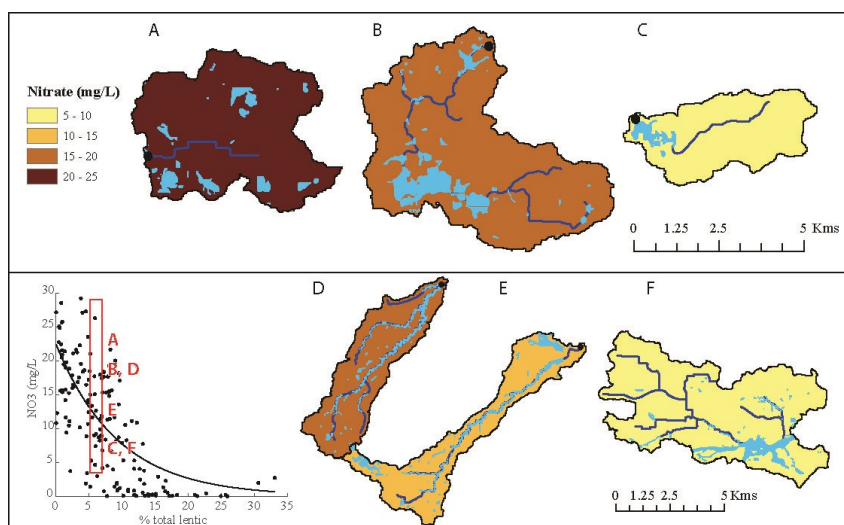 A
B
C
Nitrate (mg/L)
5 - 10
10 - 15
15 - 20
20 - 25
0 1.25 2.5 5 Kms
D
E
F
30
25
20
15
10
5
0
NO3 (mg/L)
A
B, D
E
C, F
0 5 10 15 20 25 30 35
% total lentic
0 1.25 2.5 5 Kms